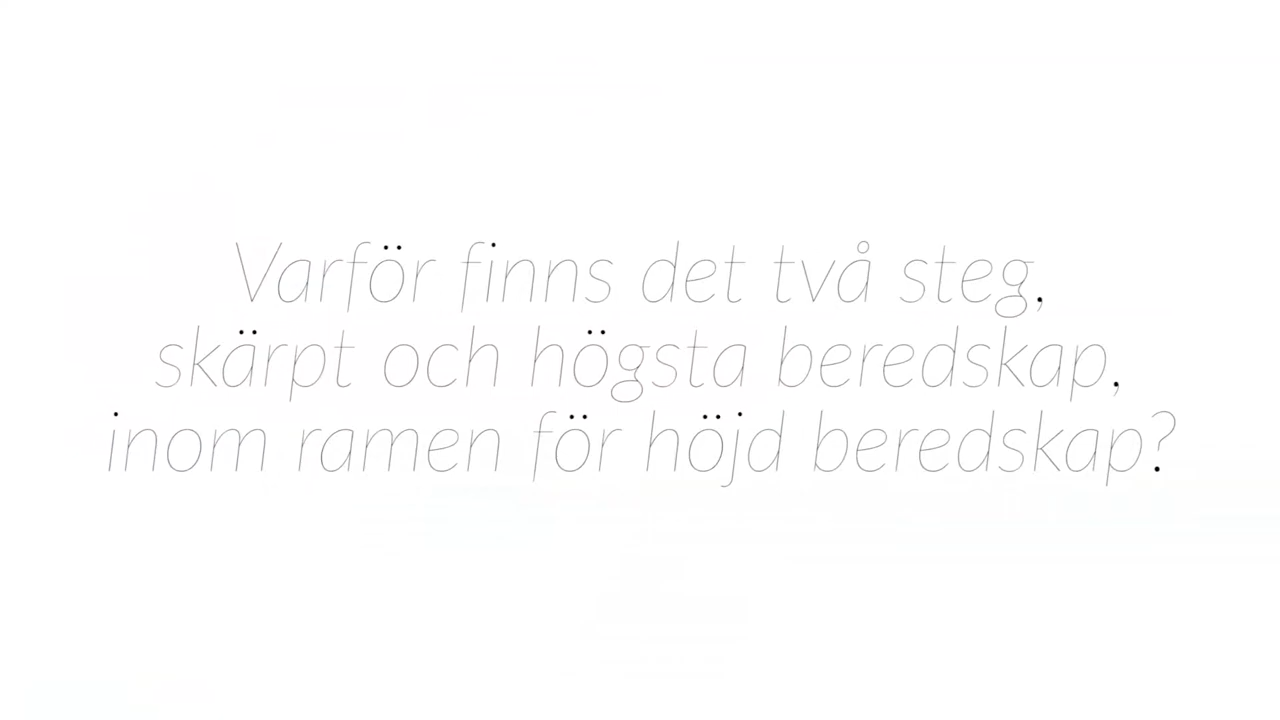 Varför finns det två steg,
skärpt och högsta beredskap,
inom ramen för höjd beredskap?